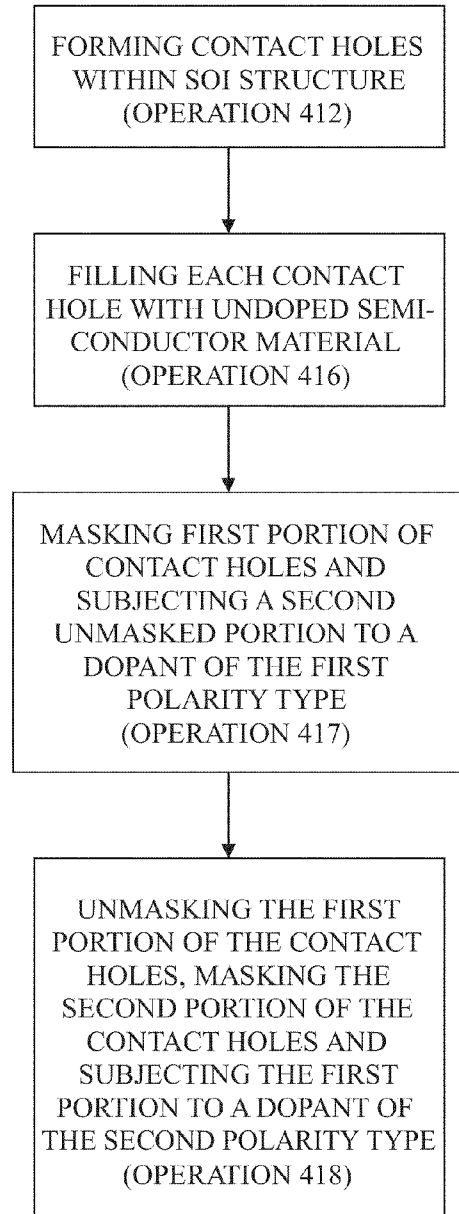 FORMING CONTACT HOLES
WITHIN SOI STRUCTURE
(OPERATION 412)
FILLING EACH CONTACT
HOLE WITH UNDOPED SEMI-
CONDUCTOR MATERIAL
(OPERATION 416)
MASKING FIRST PORTION OF
CONTACT HOLES AND
SUBJECTING A SECOND
UNMASKED PORTION TO A
DOPANT OF THE FIRST
POLARITY TYPE
(OPERATION 417)
UNMASKING THE FIRST
PORTION OF THE CONTACT
HOLES, MASKING THE
SECOND PORTION OF THE
CONTACT HOLES AND
SUBJECTING THE FIRST
PORTION TO A DOPANT OF
THE SECOND POLARITY TYPE
(OPERATION 418)